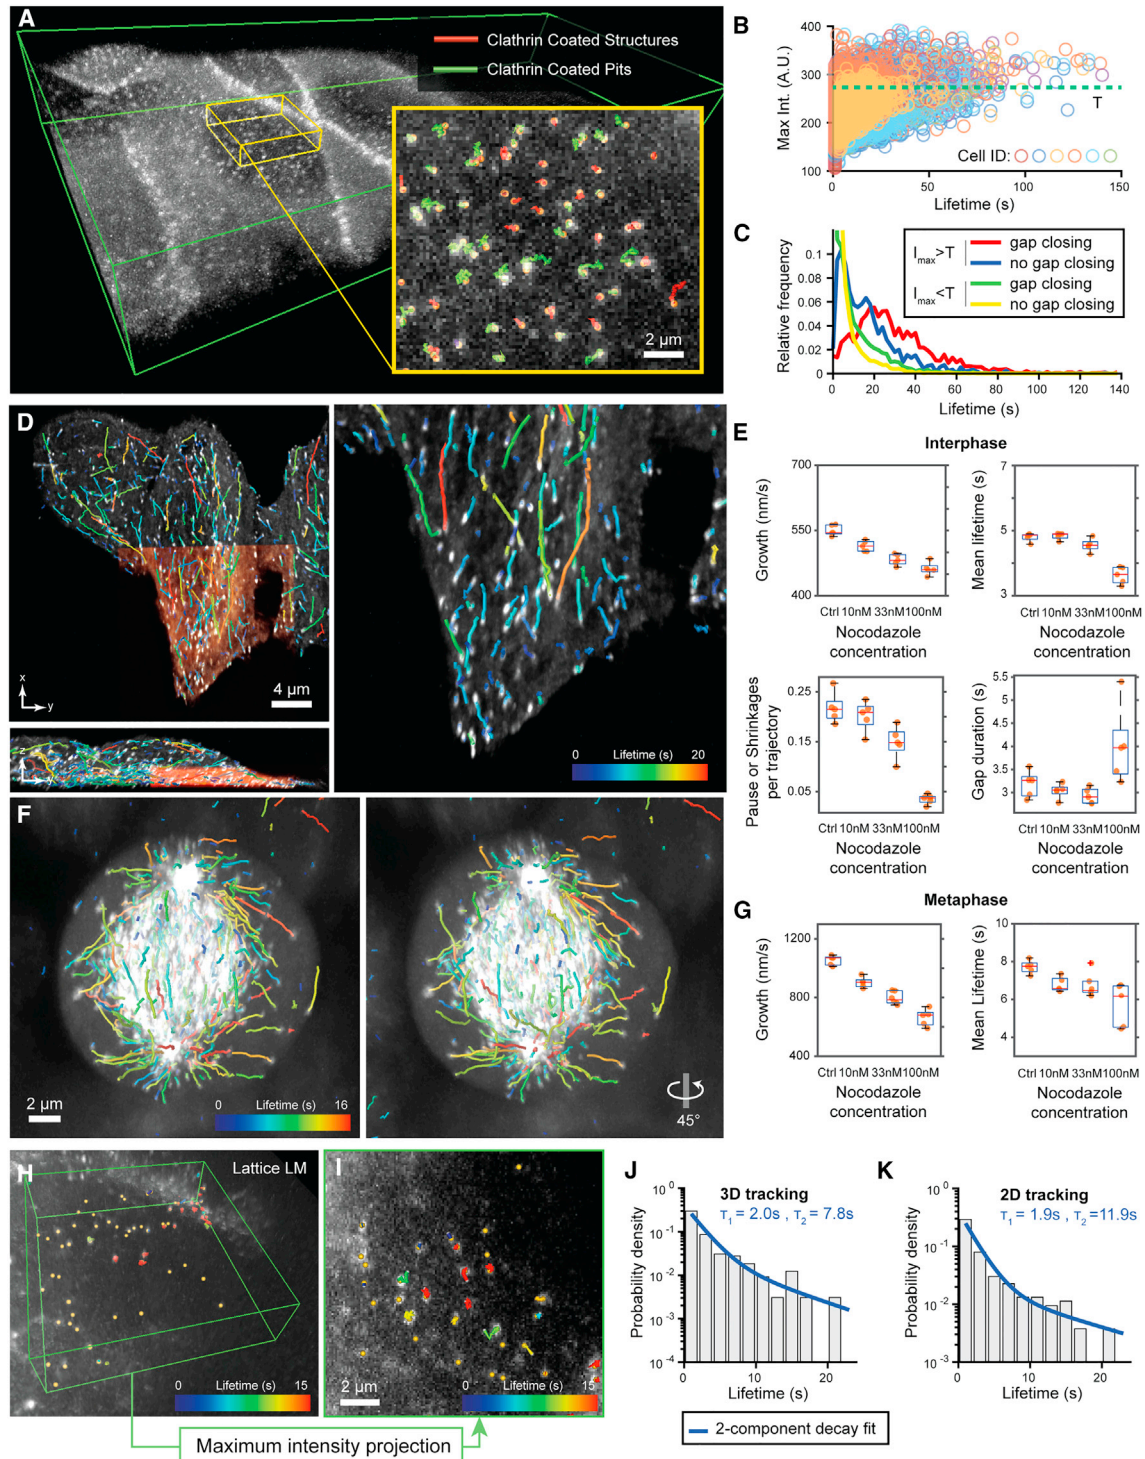 A
Clathrin Coated Structures
Clathrin Coated Pits
2 μm
B
Max Int. (A.U.)
400
300
200
100
T
Cell ID:
0 50 100 150
Lifetime (s)
C
Relative frequency
0.1
0.08
0.06
0.04
0.02
0
Imax>T
gap closing
no gap closing
Imax<T
gap closing
no gap closing
0 20 40 60 80 100 120 140
Lifetime (s)
D
x
y
4 μm
z
0 Lifetime (s) 20
E
Interphase
Growth (nm/s)
700
550
400
Ctrl 10nM 33nM100nM
Nocodazole
concentration
Mean lifetime (s)
7
5
3
Ctrl 10nM 33nM100nM
Nocodazole
concentration
Pause or Shrinkages
per trajectory
0.25
0.15
0.05
Ctrl 10nM 33nM100nM
Nocodazole
concentration
Gap duration (s)
5.5
5
4
3
Ctrl 10nM 33nM100nM
Nocodazole
concentration
F
2 μm
0 Lifetime (s) 16
45°
G
Metaphase
Growth (nm/s)
1200
800
400
Ctrl 10nM 33nM100nM
Nocodazole
concentration
Mean Lifetime (s)
10
8
6
4
Ctrl 10nM 33nM100nM
Nocodazole
concentration
H
Lattice LM
0 Lifetime (s) 15
I
2 μm
0 Lifetime (s) 15
Maximum intensity projection
J
3D tracking
τ1 = 2.0s , τ2 = 7.8s
Probability density
10^0
10^-1
10^-2
10^-3
10^-4
0 10 20
Lifetime (s)
K
2D tracking
τ1 = 1.9s , τ2 =11.9s
Probability density
10^0
10^-1
10^-2
10^-3
0 10 20
Lifetime (s)
2-component decay fit